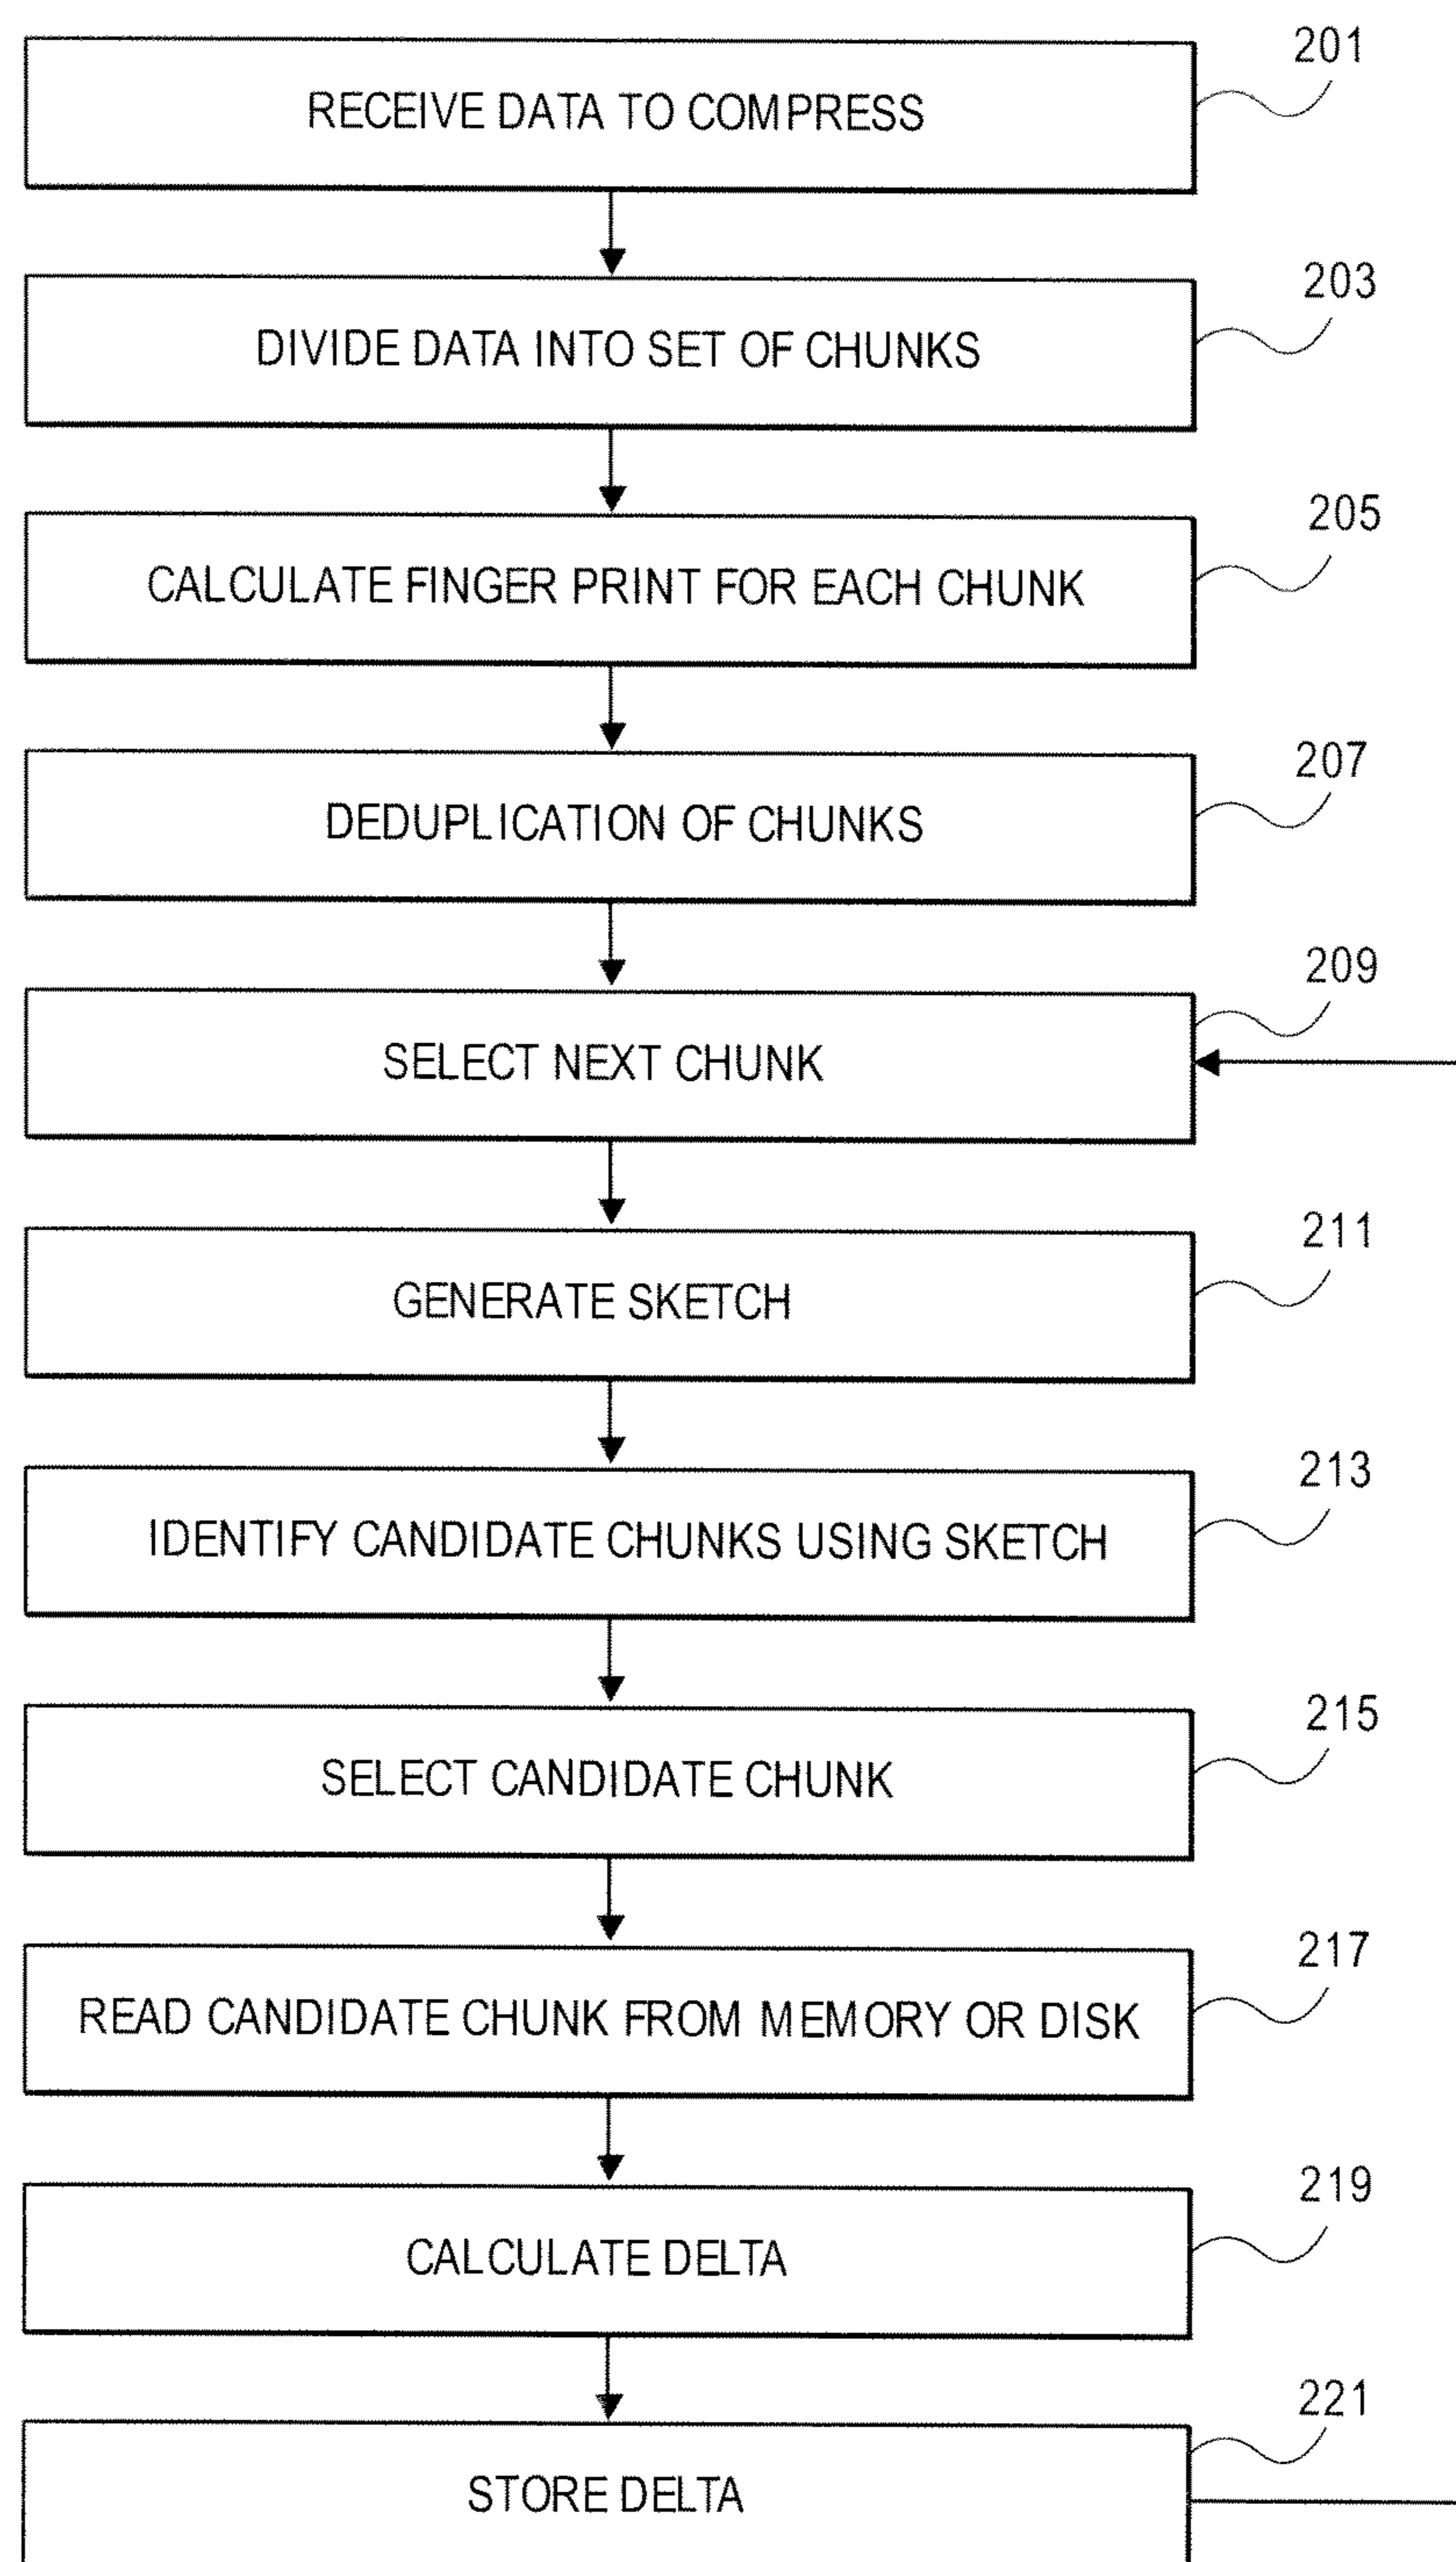 201
RECEIVE DATA TO COMPRESS
203
DIVIDE DATA INTO SET OF CHUNKS
205
CALCULATE FINGER PRINT FOR EACH CHUNK
207
DEDUPLICATION OF CHUNKS
209
SELECT NEXT CHUNK
211
GENERATE SKETCH
213
IDENTIFY CANDIDATE CHUNKS USING SKETCH
215
SELECT CANDIDATE CHUNK
217
READ CANDIDATE CHUNK FROM MEMORY OR DISK
219
CALCULATE DELTA
221
STORE DELTA